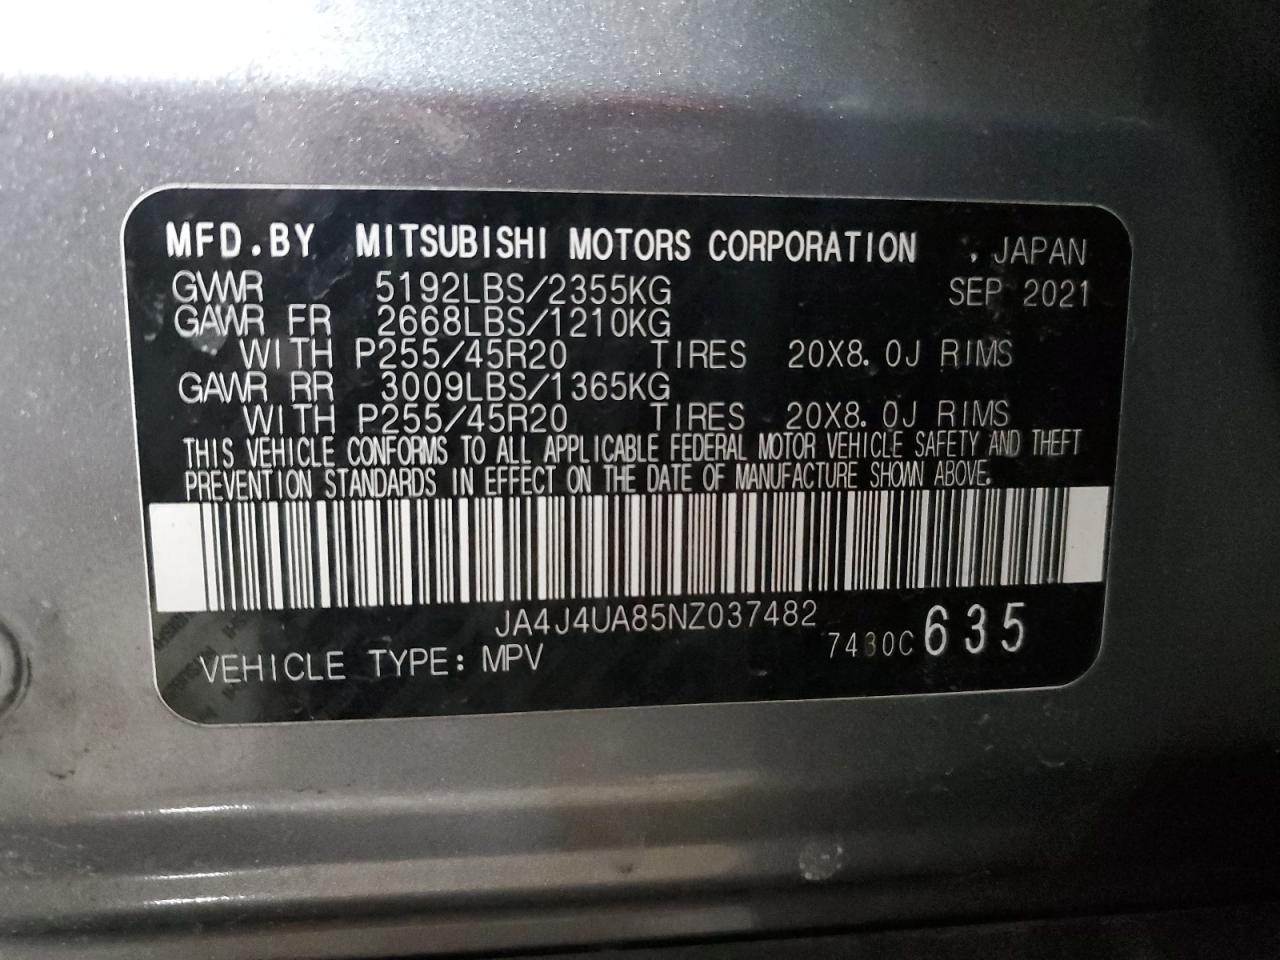 MFD.BY MITSUBISHI MOTORS CORPORATION , JAPAN
GVWR 5192LBS/2355KG SEP 2021
GAWR FR 2668LBS/1210KG
WITH P255/45R20 TIRES 20X8.0J RIMS
GAWR RR 3009LBS/1365KG
WITH P255/45R20 TIRES 20X8.0J RIMS
THIS VEHICLE CONFORMS TO ALL APPLICABLE FEDERAL MOTOR VEHICLE SAFETY AND THEFT
PREVENTION STANDARDS IN EFFECT ON THE DATE OF MANUFACTURE SHOWN ABOVE.
JA4J4UA85NZ037482
VEHICLE TYPE: MPV 7430C 635